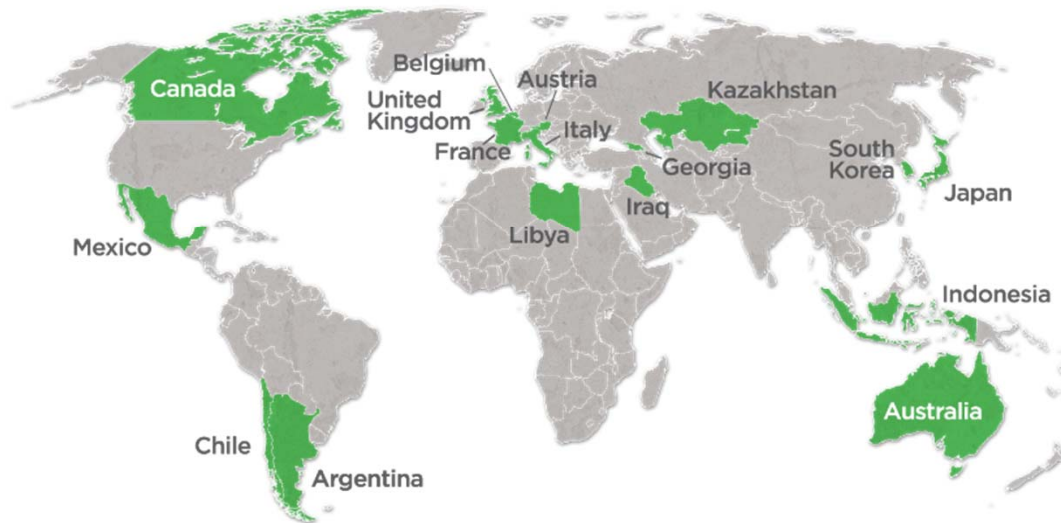 Canada
Belgium
Austria
United
Kingdom
Kazakhstan
Italy
France
Georgia
South
Korea
Japan
Iraq
Libya
Mexico
Indonesia
Australia
Chile
Argentina